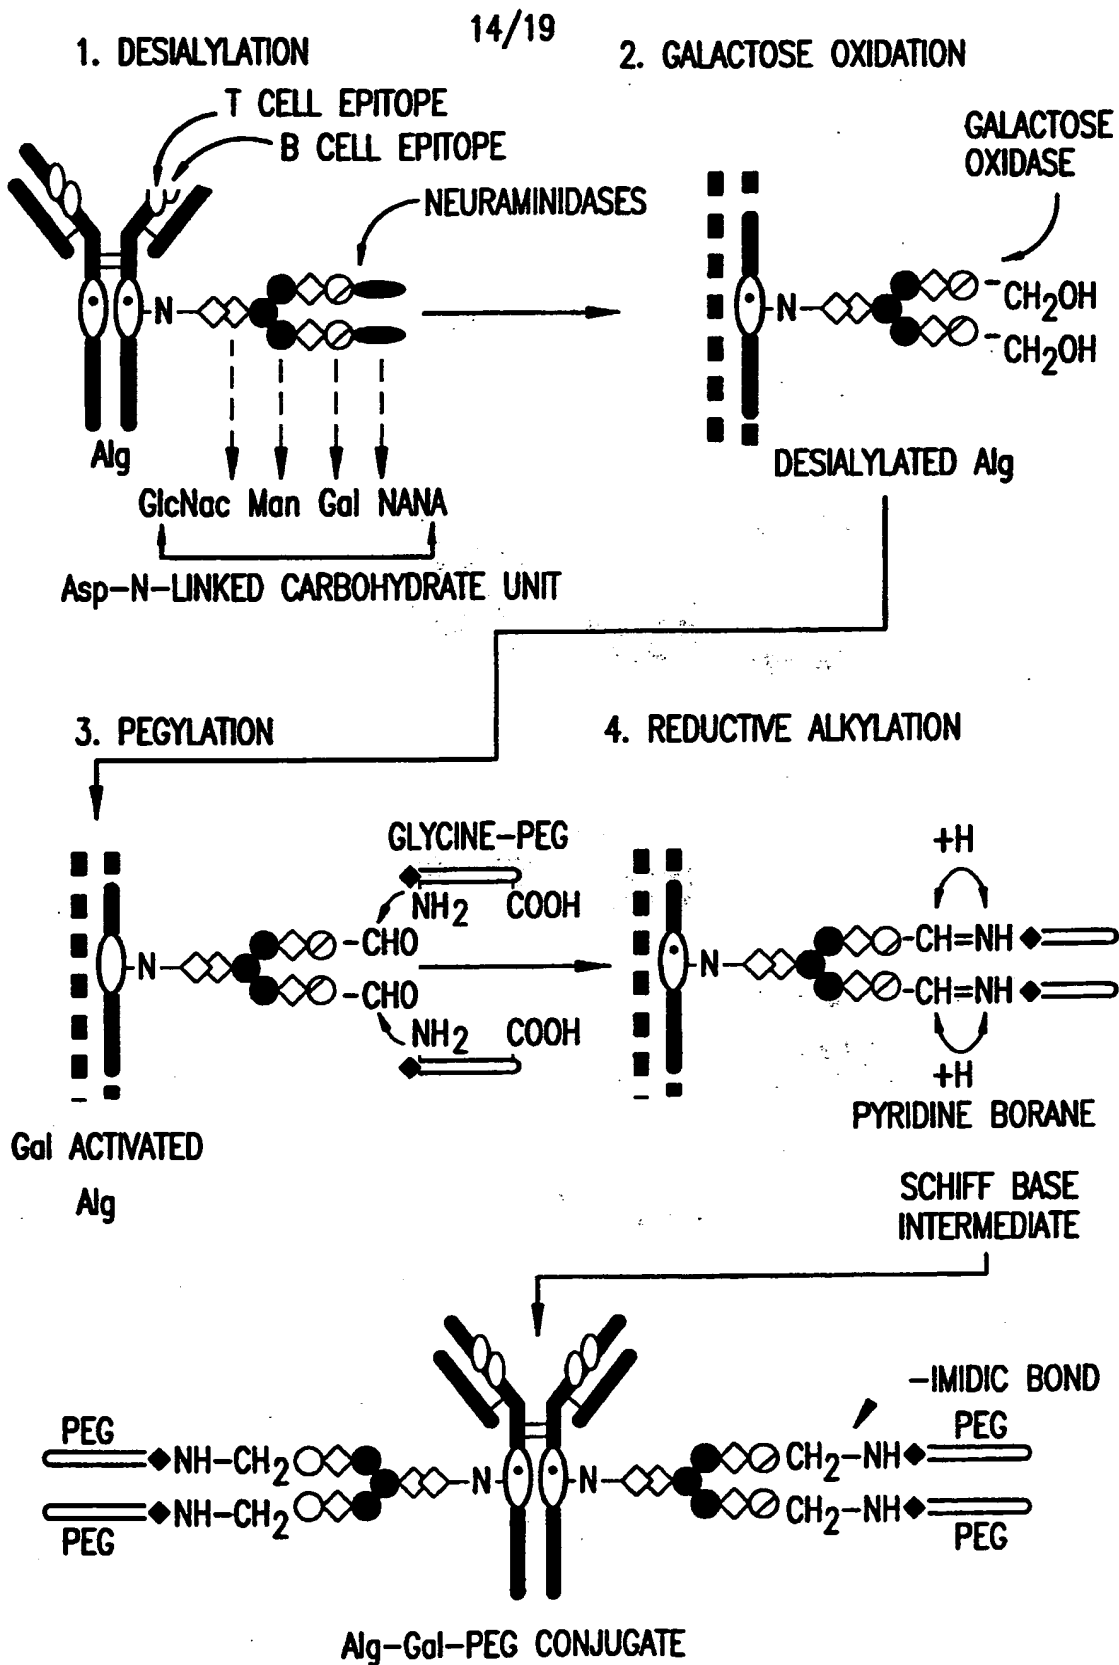 14/19
1. DESIALYLATION
T CELL EPITOPE
B CELL EPITOPE
NEURAMINIDASES
N
AIg
GlcNac Man Gal NANA
Asp-N-LINKED CARBOHYDRATE UNIT
2. GALACTOSE OXIDATION
GALACTOSE
OXIDASE
N
-CH2OH
-CH2OH
DESIALYLATED AIg
3. PEGYLATION
GLYCINE-PEG
NH2 COOH
-CHO
N
-CHO
NH2 COOH
Gal ACTIVATED
AIg
4. REDUCTIVE ALKYLATION
+H
-CH=NH
N
-CH=NH
+H
PYRIDINE BORANE
SCHIFF BASE
INTERMEDIATE
-IMIDIC BOND
PEG PEG
NH-CH2 CH2-NH
N N
NH-CH2 CH2-NH
PEG PEG
AIg-Gal-PEG CONJUGATE